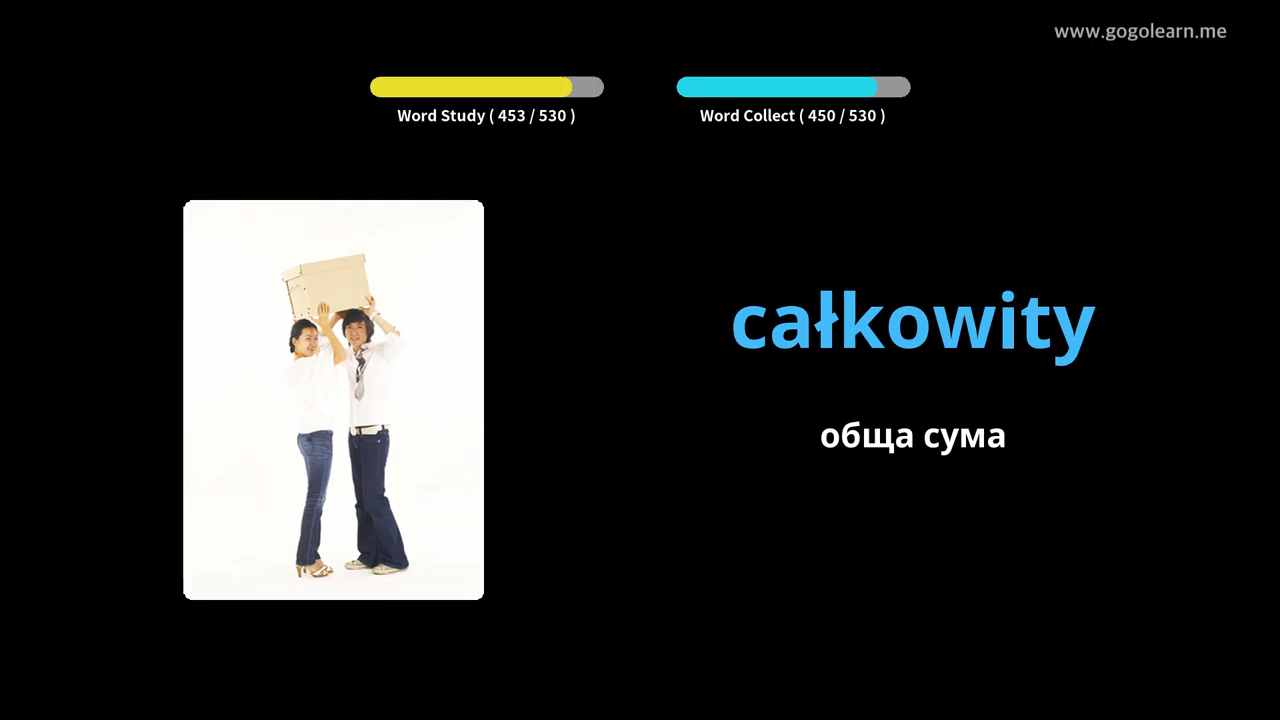 www.gogolearn.me
Word Study ( 453 / 530 )
Word Collect ( 450 / 530 )
całkowity
обща сума